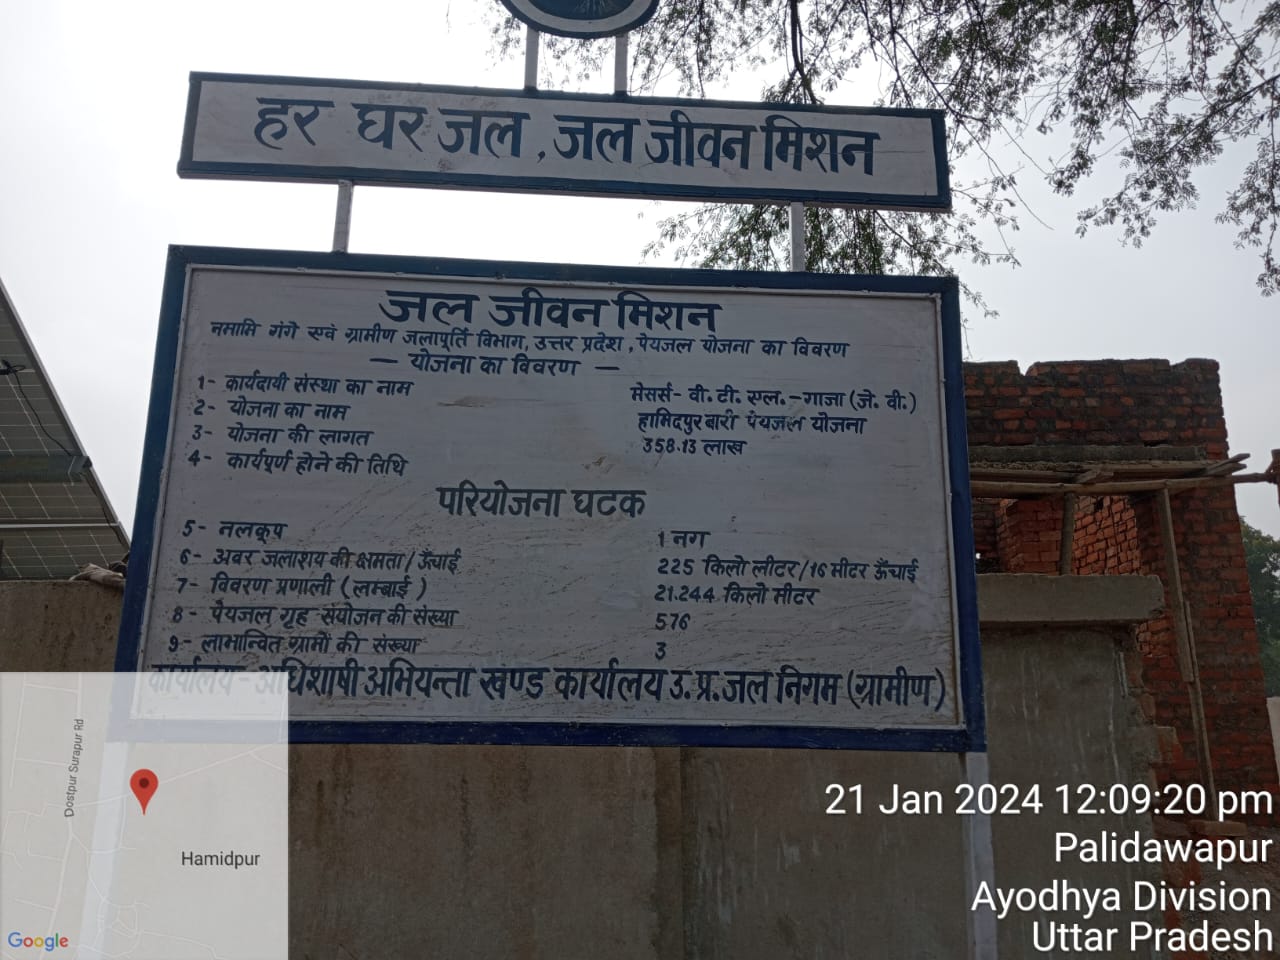 हर घर जल, जल जीवन मिशन
जल जीवन मिशन
नमामि गंगे एवं ग्रामीण जलापूर्ति विभाग, उत्तर प्रदेश, पेयजल योजना का विवरण
— योजना का विवरण —
1- कार्यदायी संस्था का नाम मेसर्स- वी. टी. एल.-गाजा (जे. वी.)
2- योजना का नाम हामिदपुर बारी पेयजल योजना
3- योजना की लागत 358.13 लाख
4- कार्यपूर्ण होने की तिथि
परियोजना घटक
5- नलकूप 1 नग
6- अवर जलाशय की क्षमता/ऊँचाई 225 किलो लीटर/16 मीटर ऊँचाई
7- विवरण प्रणाली (लम्बाई) 21.244 किलो मीटर
8- पेयजल गृह संयोजन की संख्या 576
9- लाभान्वित ग्रामों की संख्या 3
कार्यालय - अधिशाषी अभियन्ता खण्ड कार्यालय उ. प्र. जल निगम (ग्रामीण)
Dostpur Surapur Rd
Hamidpur
Google
21 Jan 2024 12:09:20 pm
Palidawapur
Ayodhya Division
Uttar Pradesh